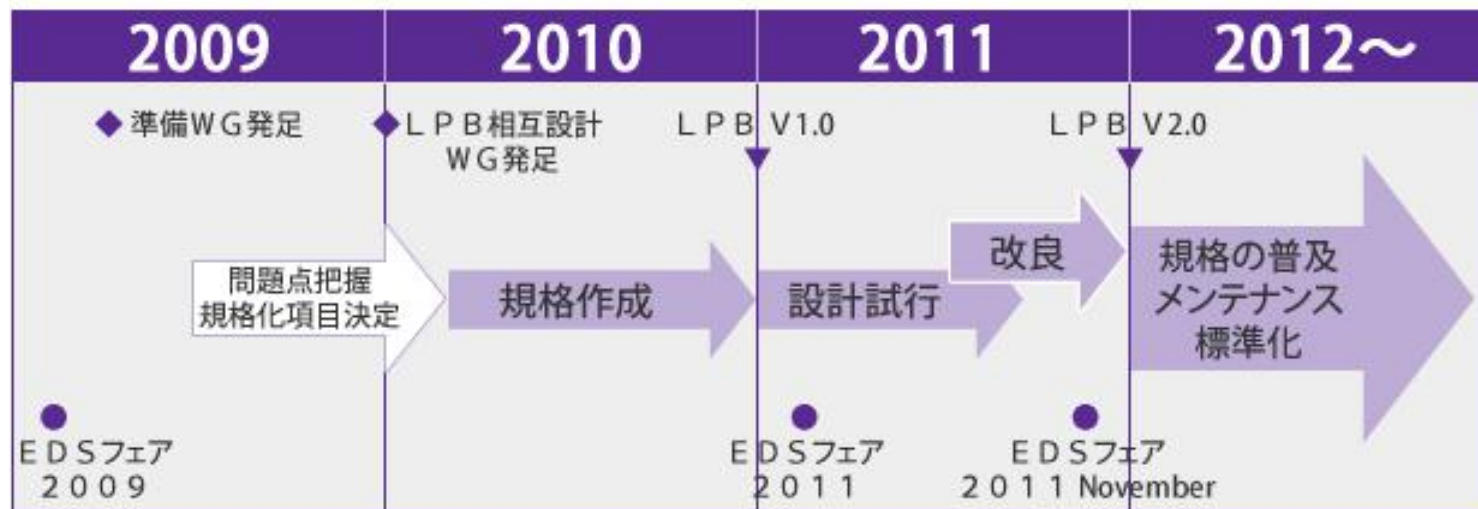 2009
2010
2011
2012～
準備WG発足
LPB相互設計
WG発足
LPB V1.0
LPB V2.0
問題点把握
規格化項目決定
規格作成
設計試行
改良
規格の普及
メンテナンス
標準化
EDSフェア
2009
EDSフェア
2011
EDSフェア
2011 November